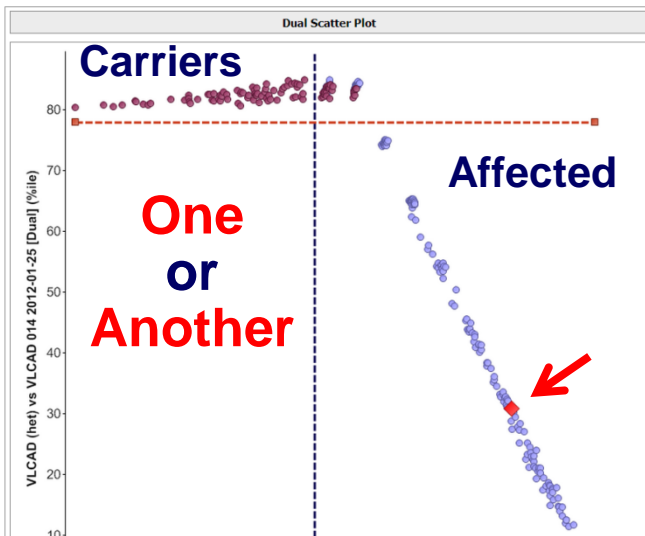 Dual Scatter Plot
Carriers
Affected
One
or
Another
VLCAD (het) vs VLCAD 014 2012-01-25 [Dual] (%ile)
80
70
60
50
40
30
20
10